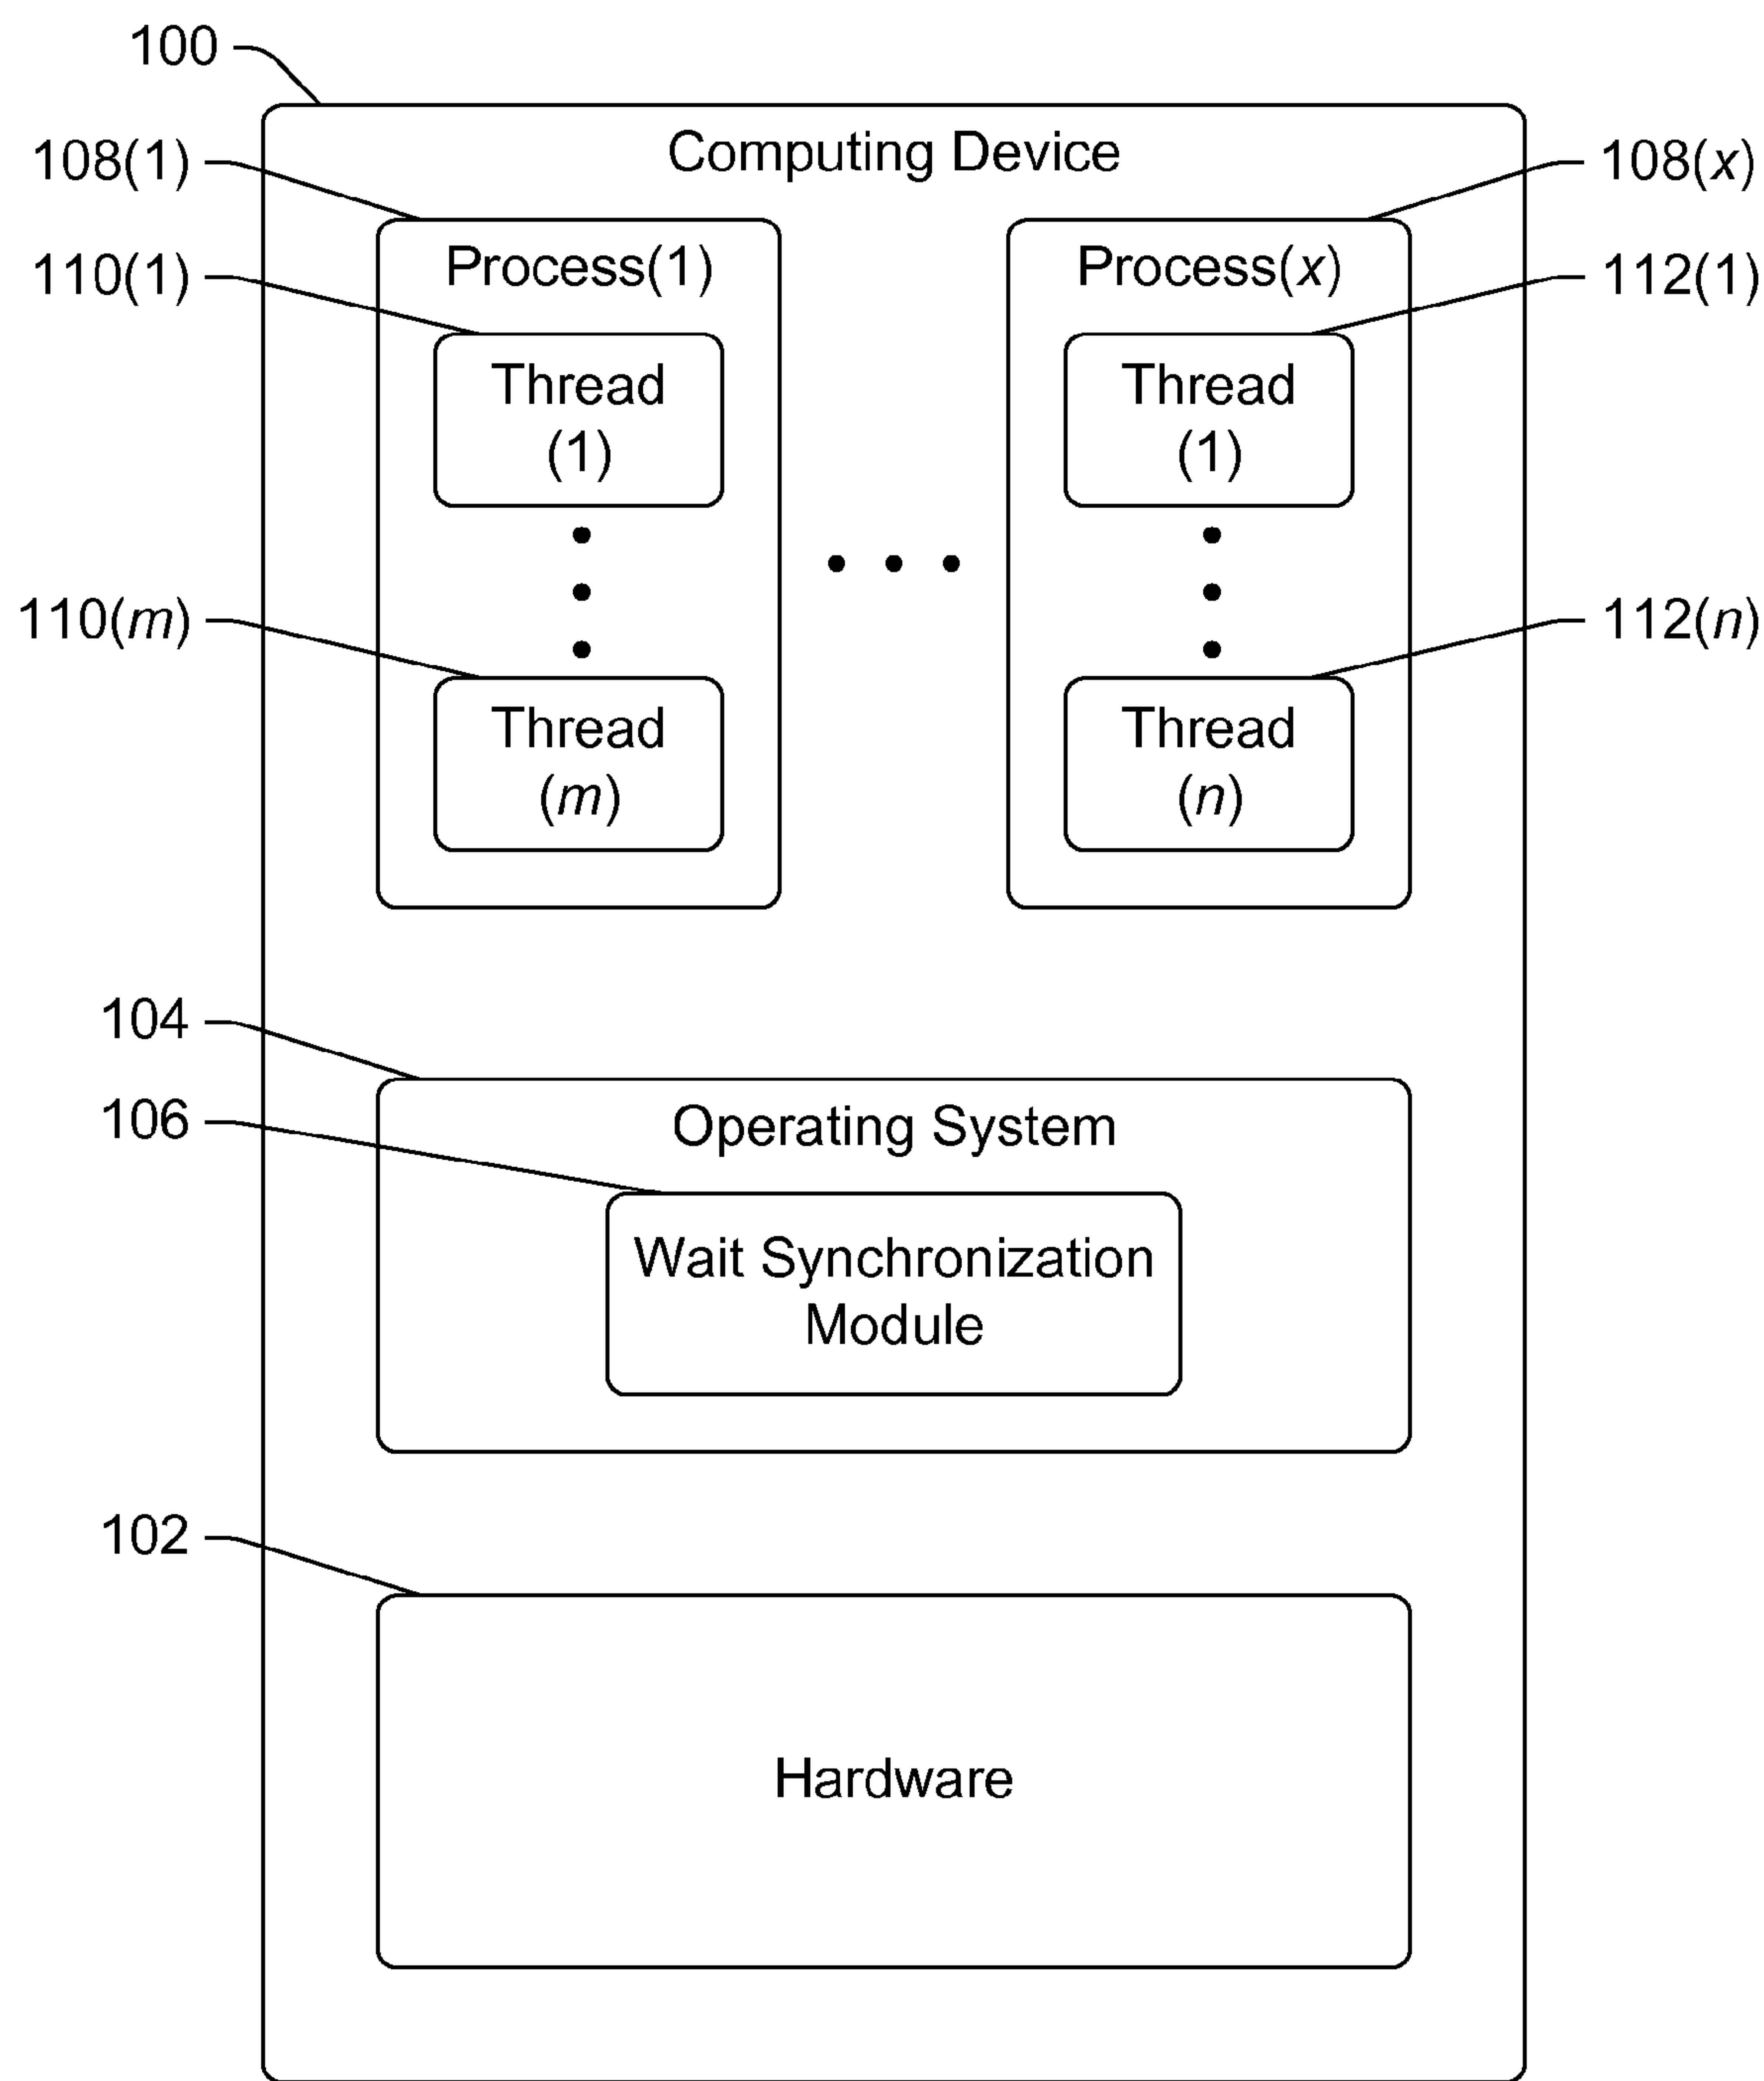 100
Computing Device
108(1)
108(x)
Process(1)
Process(x)
110(1)
112(1)
Thread
(1)
Thread
(1)
110(m)
112(n)
Thread
(m)
Thread
(n)
104
Operating System
106
Wait Synchronization
Module
102
Hardware